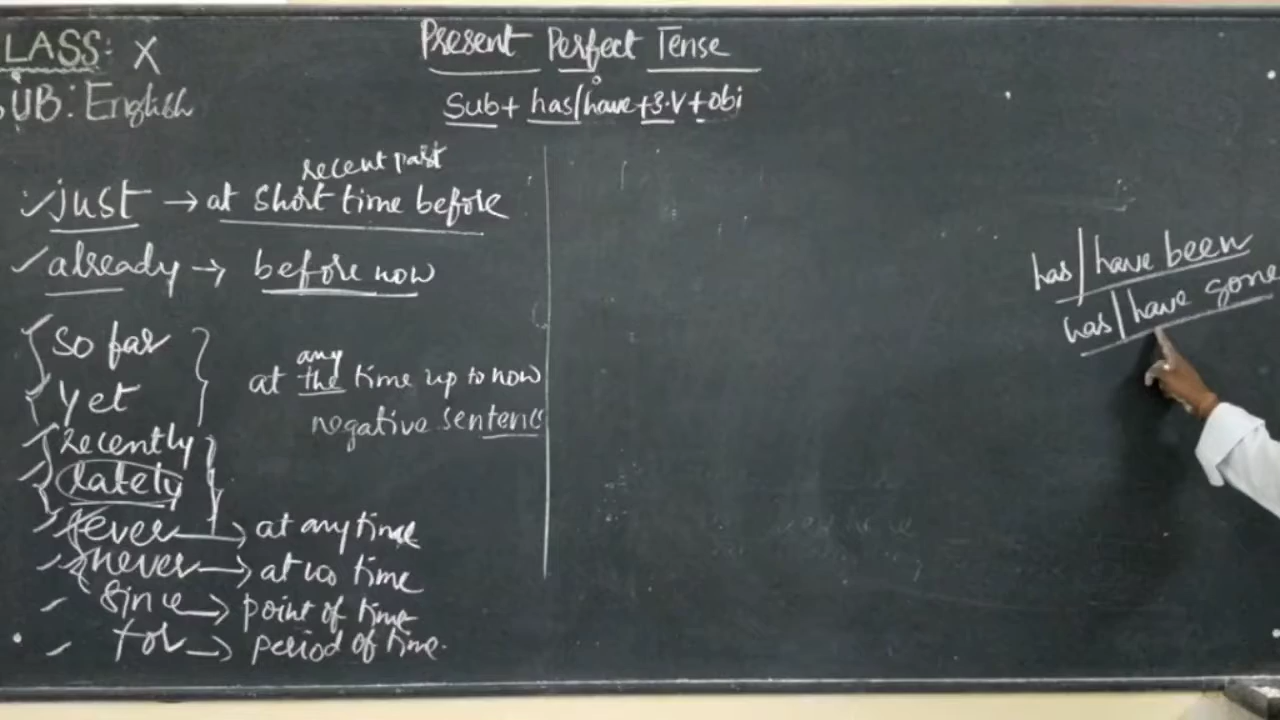 LASS: X
SUB: English
Present Perfect Tense
Sub+ has/have+3.V+obj
just → at short time before
recent past
already → before now
so far
yet
at the time up to now
any
negative sentenc
recently
lately
ever → at any time
never → at no time
since → point of time
for → period of time.
has/have been
has/have gone